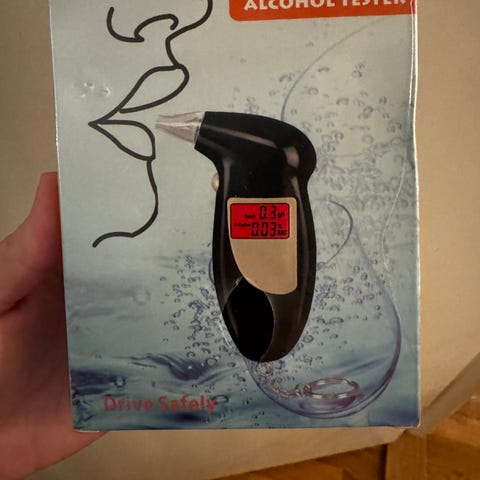 ALCOHOL TESTER
0.3 g/l
0.03
Drive Safely